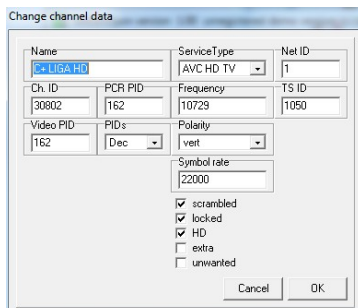 Change channel data
Name
C+ LIGA HD
ServiceType
AVC HD TV
Net ID
1
Ch. ID
30802
PCR PID
162
Frequency
10729
TS ID
1050
Video PID
162
PIDs
Dec
Polarity
vert
Symbol rate
22000
scrambled
locked
HD
extra
unwanted
Cancel
OK